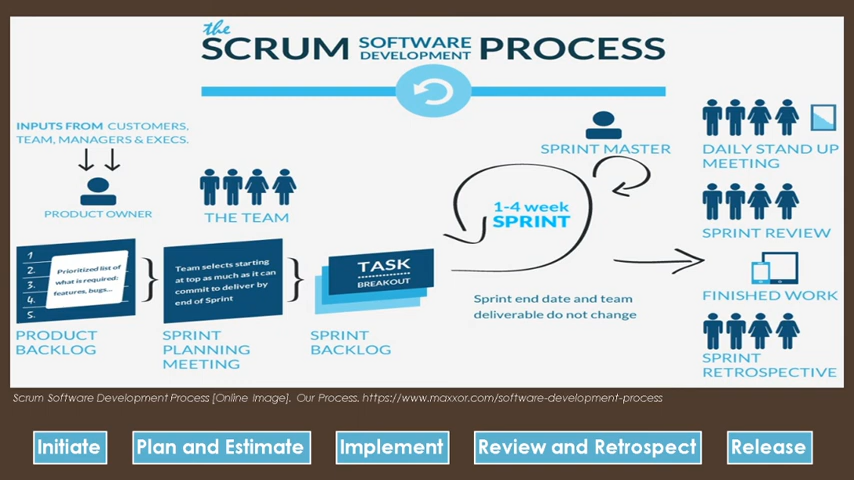 the
SCRUM SOFTWARE DEVELOPMENT PROCESS
INPUTS FROM CUSTOMERS,
TEAM, MANAGERS & EXECS.
PRODUCT OWNER
THE TEAM
SPRINT MASTER
1-4 week
SPRINT
DAILY STAND UP
MEETING
SPRINT REVIEW
FINISHED WORK
SPRINT
RETROSPECTIVE
1
2.
3.
4.
5.
Prioritized list of
what is required:
features, bugs...
PRODUCT
BACKLOG
Team selects starting
at top as much as it can
commit to deliver by
end of Sprint
SPRINT
PLANNING
MEETING
TASK
BREAKOUT
SPRINT
BACKLOG
Sprint end date and team
deliverable do not change
Scrum Software Development Process [Online Image]. Our Process. https://www.maxxor.com/software-development-process
Initiate
Plan and Estimate
Implement
Review and Retrospect
Release